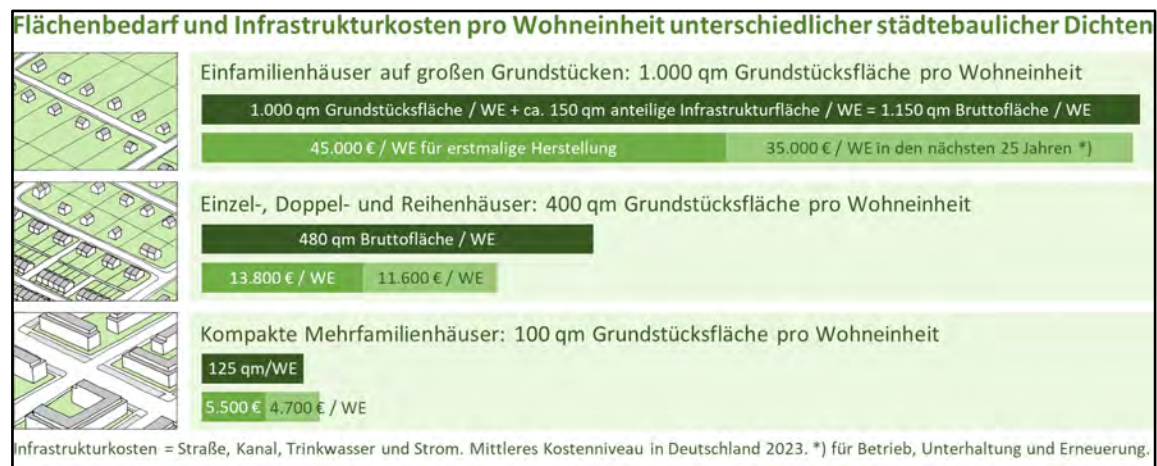 Flächenbedarf und Infrastrukturkosten pro Wohneinheit unterschiedlicher städtebaulicher Dichten
Einfamilienhäuser auf großen Grundstücken: 1.000 qm Grundstücksfläche pro Wohneinheit
1.000 qm Grundstücksfläche / WE + ca. 150 qm anteilige Infrastrukturfläche / WE = 1.150 qm Bruttofläche / WE
45.000 € / WE für erstmalige Herstellung 35.000 € / WE in den nächsten 25 Jahren *)
Einzel-, Doppel- und Reihenhäuser: 400 qm Grundstücksfläche pro Wohneinheit
480 qm Bruttofläche / WE
13.800 € / WE 11.600 € / WE
Kompakte Mehrfamilienhäuser: 100 qm Grundstücksfläche pro Wohneinheit
125 qm/WE
5.500 € 4.700 € / WE
Infrastrukturkosten = Straße, Kanal, Trinkwasser und Strom. Mittleres Kostenniveau in Deutschland 2023. *) für Betrieb, Unterhaltung und Erneuerung.